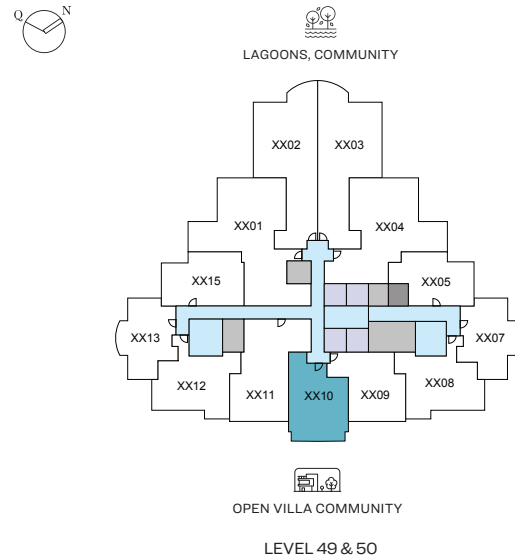 Q N
LAGOONS, COMMUNITY
XX02 XX03
XX01 XX04
XX15 XX05
XX13 XX07
XX12 XX08
XX11 XX10 XX09
OPEN VILLA COMMUNITY
LEVEL 49 & 50